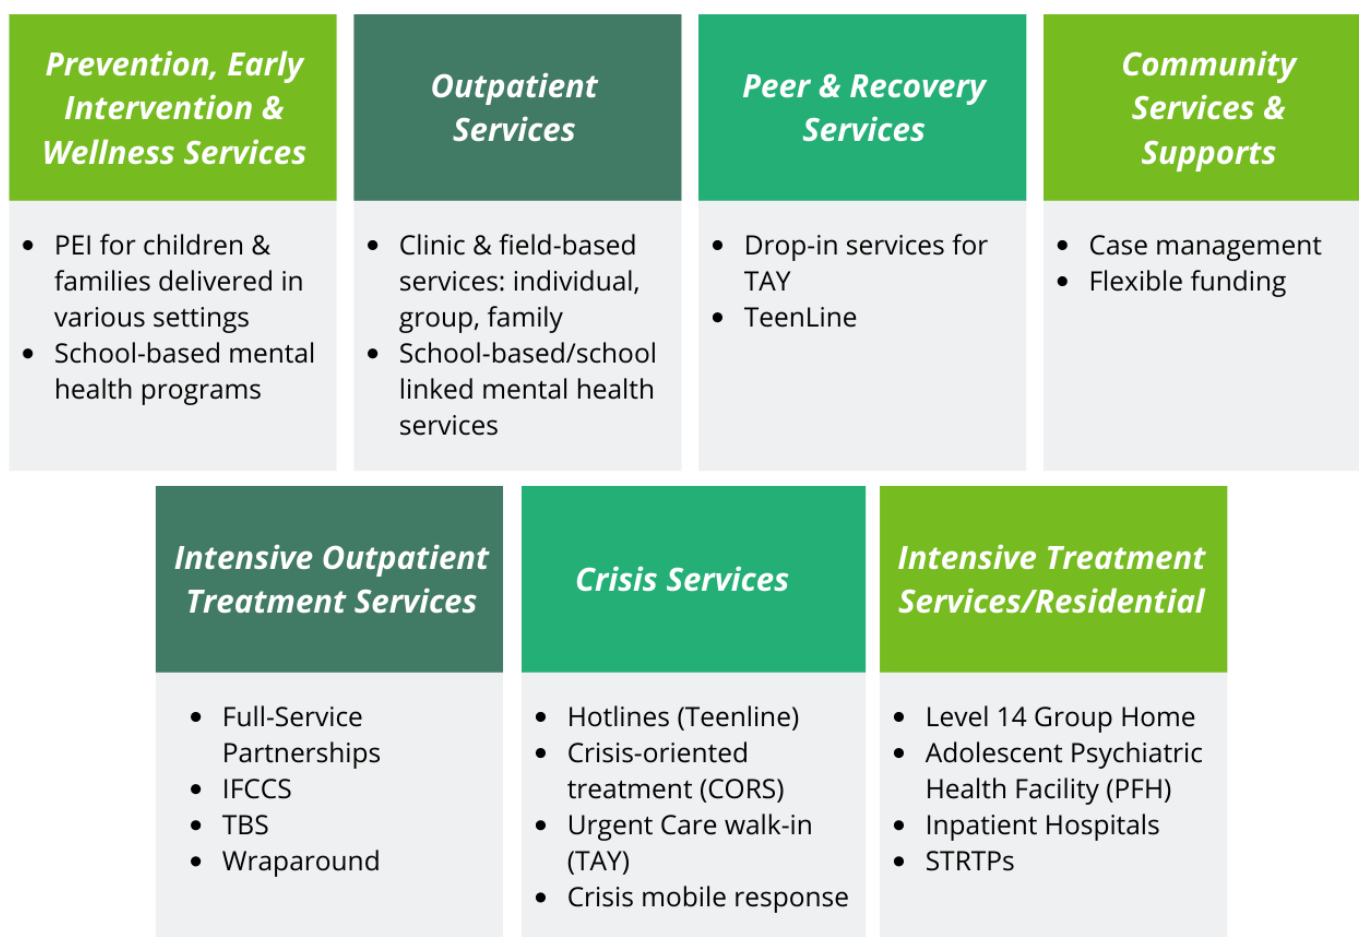 Prevention, Early
Intervention &
Wellness Services
• PEI for children &
families delivered in
various settings
• School-based mental
health programs
Outpatient
Services
• Clinic & field-based
services: individual,
group, family
• School-based/school
linked mental health
services
Peer & Recovery
Services
• Drop-in services for
TAY
• TeenLine
Community
Services &
Supports
• Case management
• Flexible funding
Intensive Outpatient
Treatment Services
• Full-Service
Partnerships
• IFCCS
• TBS
• Wraparound
Crisis Services
• Hotlines (Teenline)
• Crisis-oriented
treatment (CORS)
• Urgent Care walk-in
(TAY)
• Crisis mobile response
Intensive Treatment
Services/Residential
• Level 14 Group Home
• Adolescent Psychiatric
Health Facility (PFH)
• Inpatient Hospitals
• STRTPs